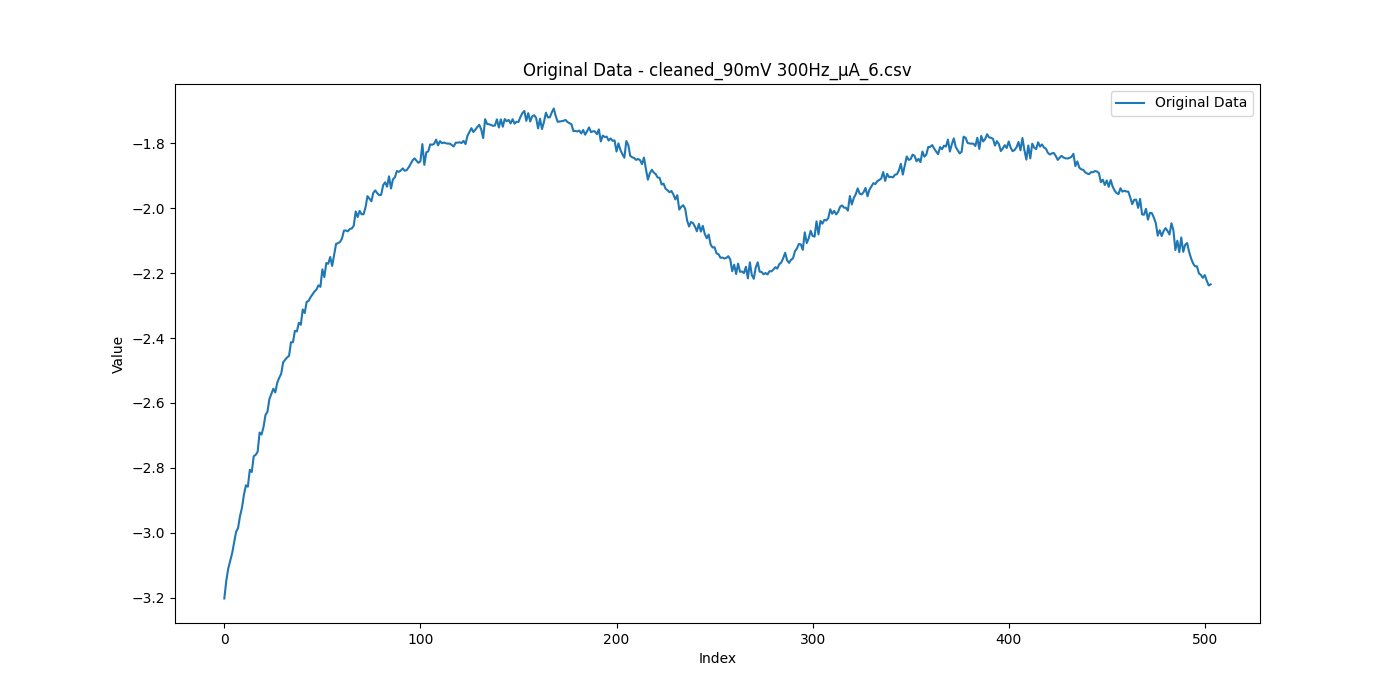 Original Data - cleaned_90mV 300Hz_μA_6.csv
Original Data
−1.8
−2.0
−2.2
−2.4
−2.6
−2.8
−3.0
−3.2
Value
0 100 200 300 400 500
Index